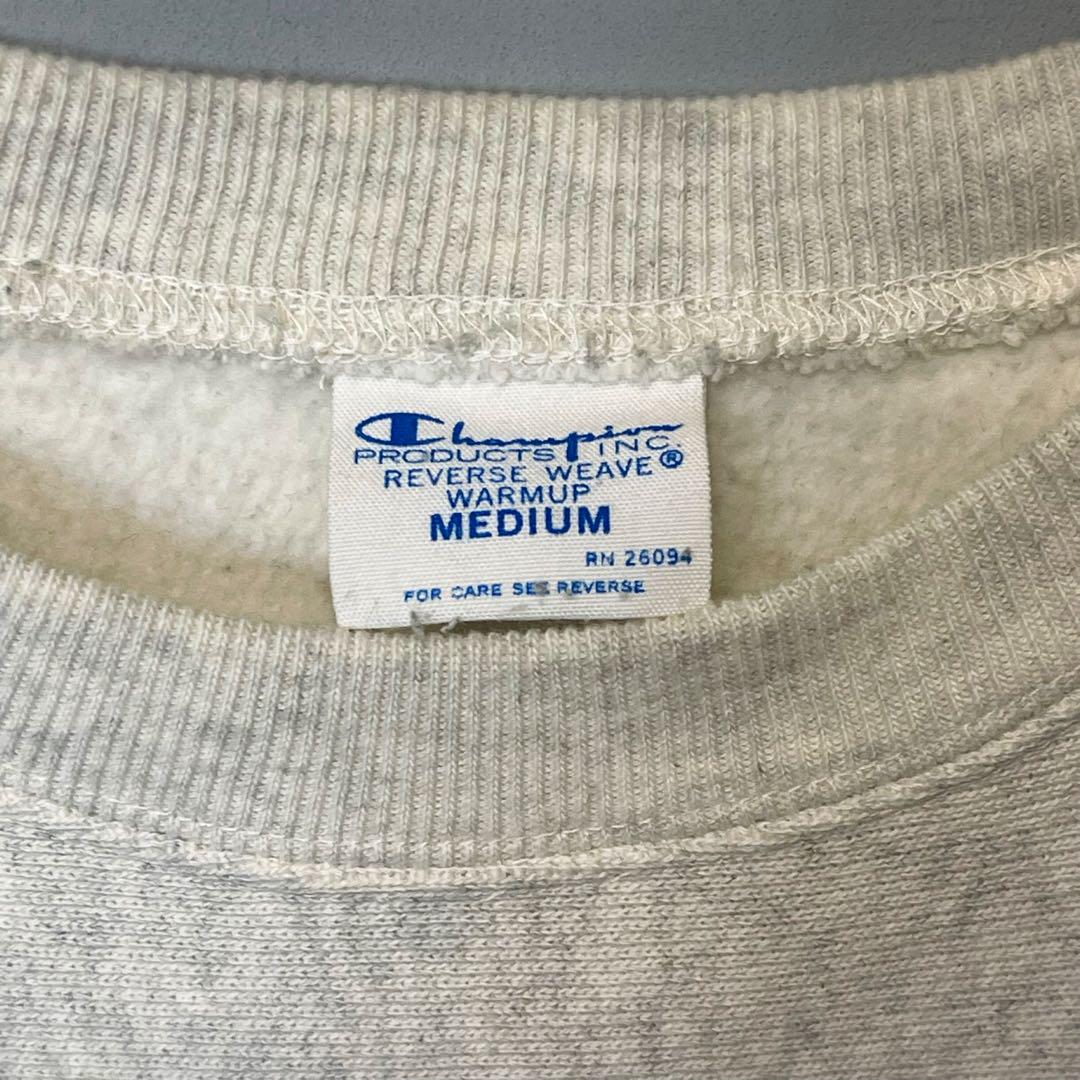 Champion
PRODUCTS INC.
REVERSE WEAVE®
WARMUP
MEDIUM
RN 26094
FOR CARE SEE REVERSE